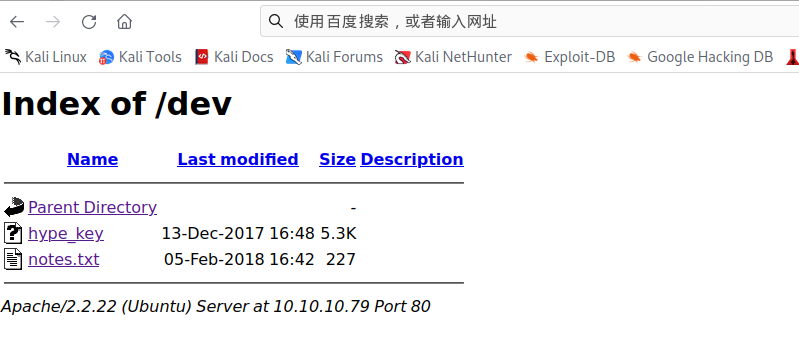 使用百度搜索，或者输入网址
Kali Linux Kali Tools Kali Docs Kali Forums Kali NetHunter Exploit-DB Google Hacking DB
Index of /dev
Name Last modified Size Description
Parent Directory -
hype_key 13-Dec-2017 16:48 5.3K
notes.txt 05-Feb-2018 16:42 227
Apache/2.2.22 (Ubuntu) Server at 10.10.10.79 Port 80